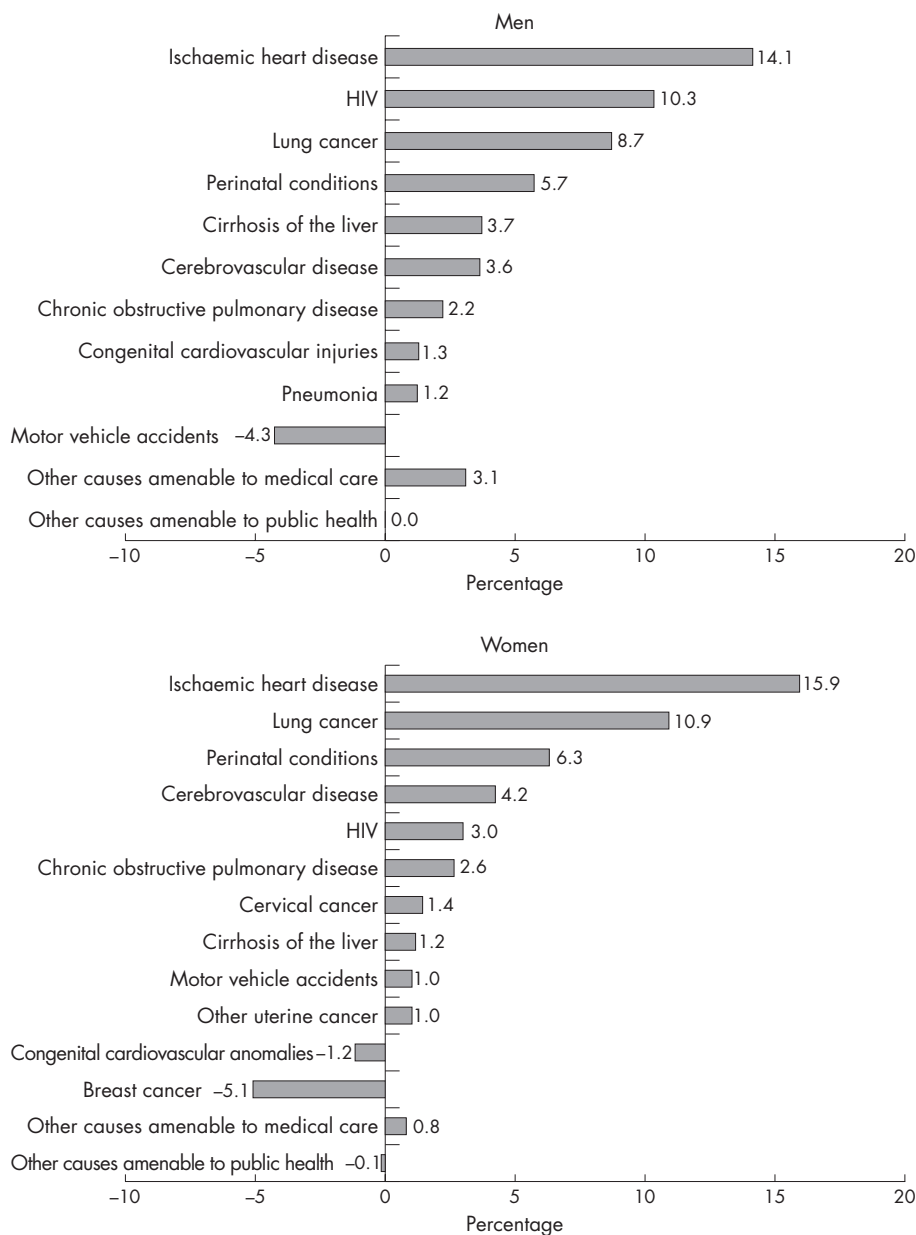 Men
Ischaemic heart disease 14.1
HIV 10.3
Lung cancer 8.7
Perinatal conditions 5.7
Cirrhosis of the liver 3.7
Cerebrovascular disease 3.6
Chronic obstructive pulmonary disease 2.2
Congenital cardiovascular injuries 1.3
Pneumonia 1.2
Motor vehicle accidents –4.3
Other causes amenable to medical care 3.1
Other causes amenable to public health 0.0
–10 –5 0 5 10 15 20
Percentage
Women
Ischaemic heart disease 15.9
Lung cancer 10.9
Perinatal conditions 6.3
Cerebrovascular disease 4.2
HIV 3.0
Chronic obstructive pulmonary disease 2.6
Cervical cancer 1.4
Cirrhosis of the liver 1.2
Motor vehicle accidents 1.0
Other uterine cancer 1.0
Congenital cardiovascular anomalies –1.2
Breast cancer –5.1
Other causes amenable to medical care 0.8
Other causes amenable to public health –0.1
–10 –5 0 5 10 15 20
Percentage